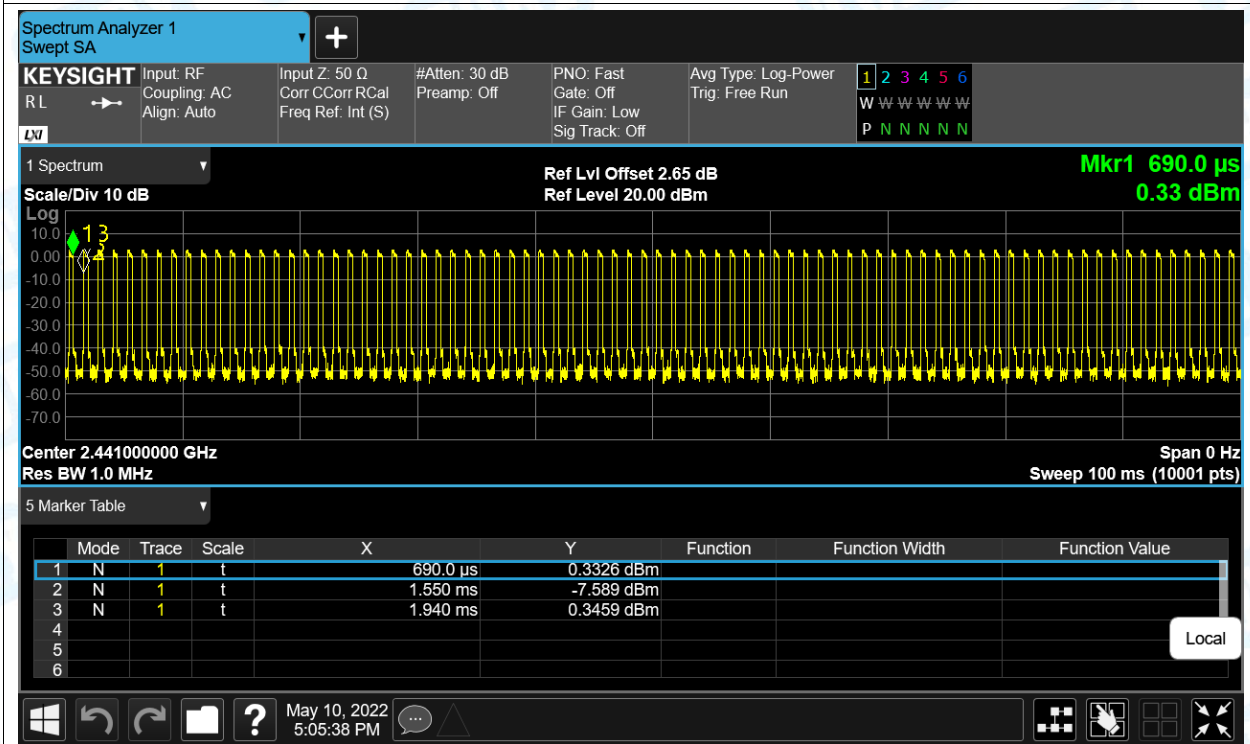 Spectrum Analyzer 1
Swept SA
KEYSIGHT
R L
LXI
Input: RF
Coupling: AC
Align: Auto
Input Z: 50 Ω
Corr CCorr RCal
Freq Ref: Int (S)
#Atten: 30 dB
Preamp: Off
PNO: Fast
Gate: Off
IF Gain: Low
Sig Track: Off
Avg Type: Log-Power
Trig: Free Run
1 2 3 4 5 6
W W W W W W
P N N N N N
1 Spectrum
Scale/Div 10 dB
Ref Lvl Offset 2.65 dB
Ref Level 20.00 dBm
Mkr1 690.0 µs
0.33 dBm
Log
10.0
0.00
-10.0
-20.0
-30.0
-40.0
-50.0
-60.0
-70.0
1 3
2
Center 2.441000000 GHz
Res BW 1.0 MHz
Span 0 Hz
Sweep 100 ms (10001 pts)
5 Marker Table
Mode Trace Scale X Y Function Function Width Function Value
1 N 1 t 690.0 µs 0.3326 dBm
2 N 1 t 1.550 ms -7.589 dBm
3 N 1 t 1.940 ms 0.3459 dBm
4
5
6
Local
?
May 10, 2022
5:05:38 PM